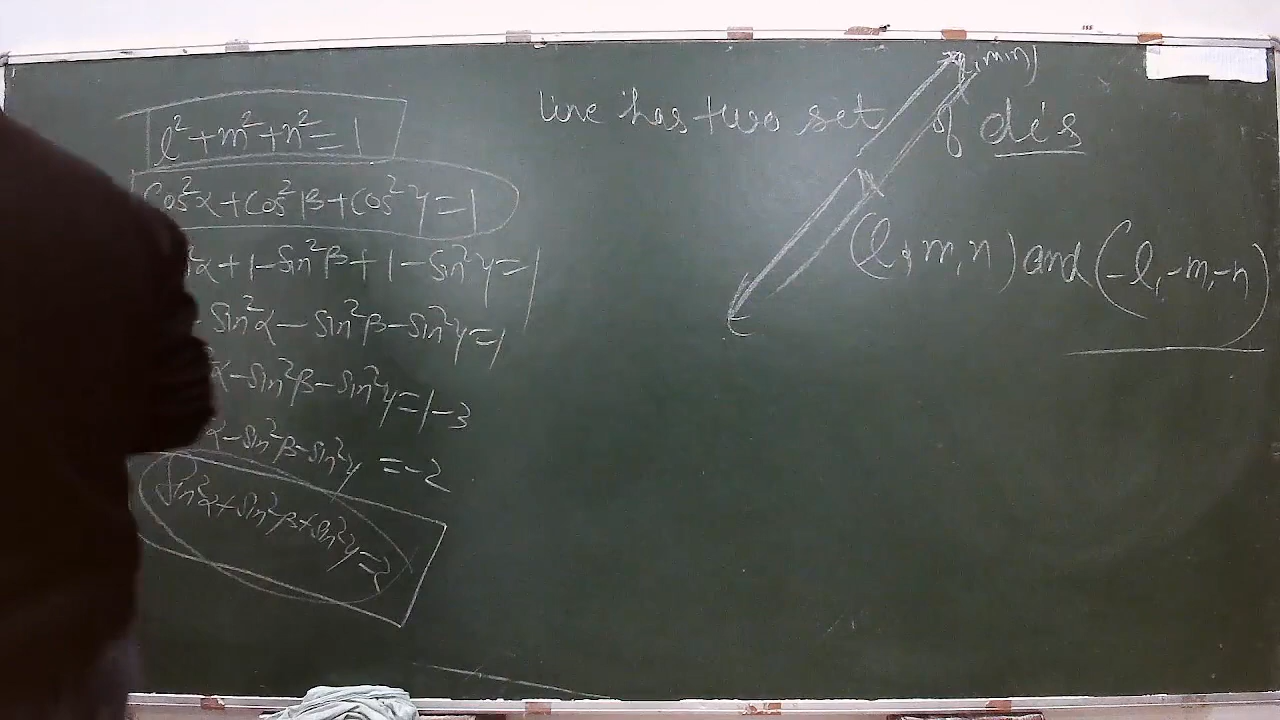 l²+m²+n²=1
Cos²α+Cos²β+Cos²γ=1
²α+1-Sin²β+1-Sin²γ=1
- Sin²α-Sin²β-Sin²γ=1
α-Sin²β-Sin²γ=1-3
α-Sin²β-Sin²γ=-2
Sin²α+Sin²β+Sin²γ=2
,m,n)
line has two set of dc's
(l,m,n) and (-l,-m,-n)